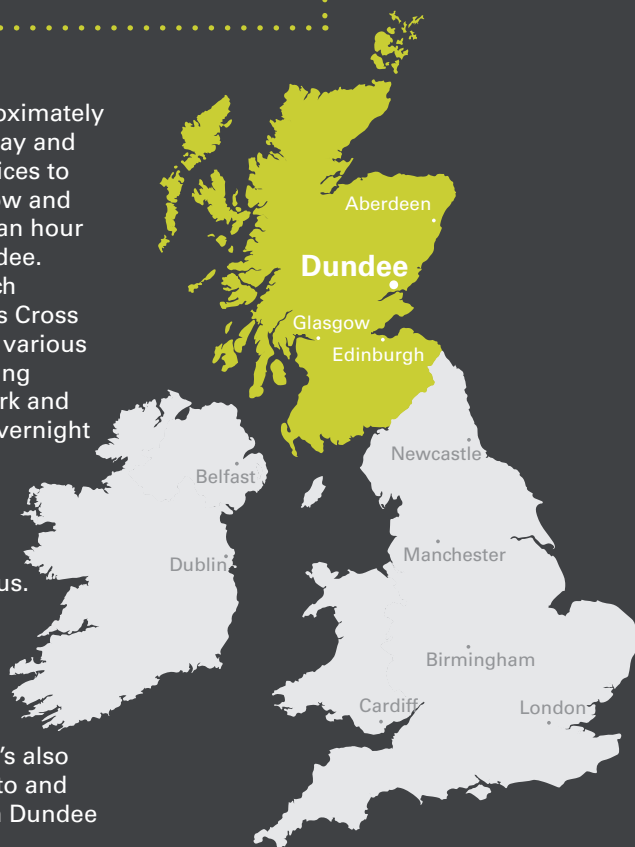 oximately
ay and
ices to
ow and
an hour
dee.
ch
s Cross
various
ng
rk and
vernight
us.
’s also
to and
n Dundee
Aberdeen
Dundee
Glasgow
Edinburgh
Newcastle
Belfast
Manchester
Dublin
Birmingham
Cardiff
London